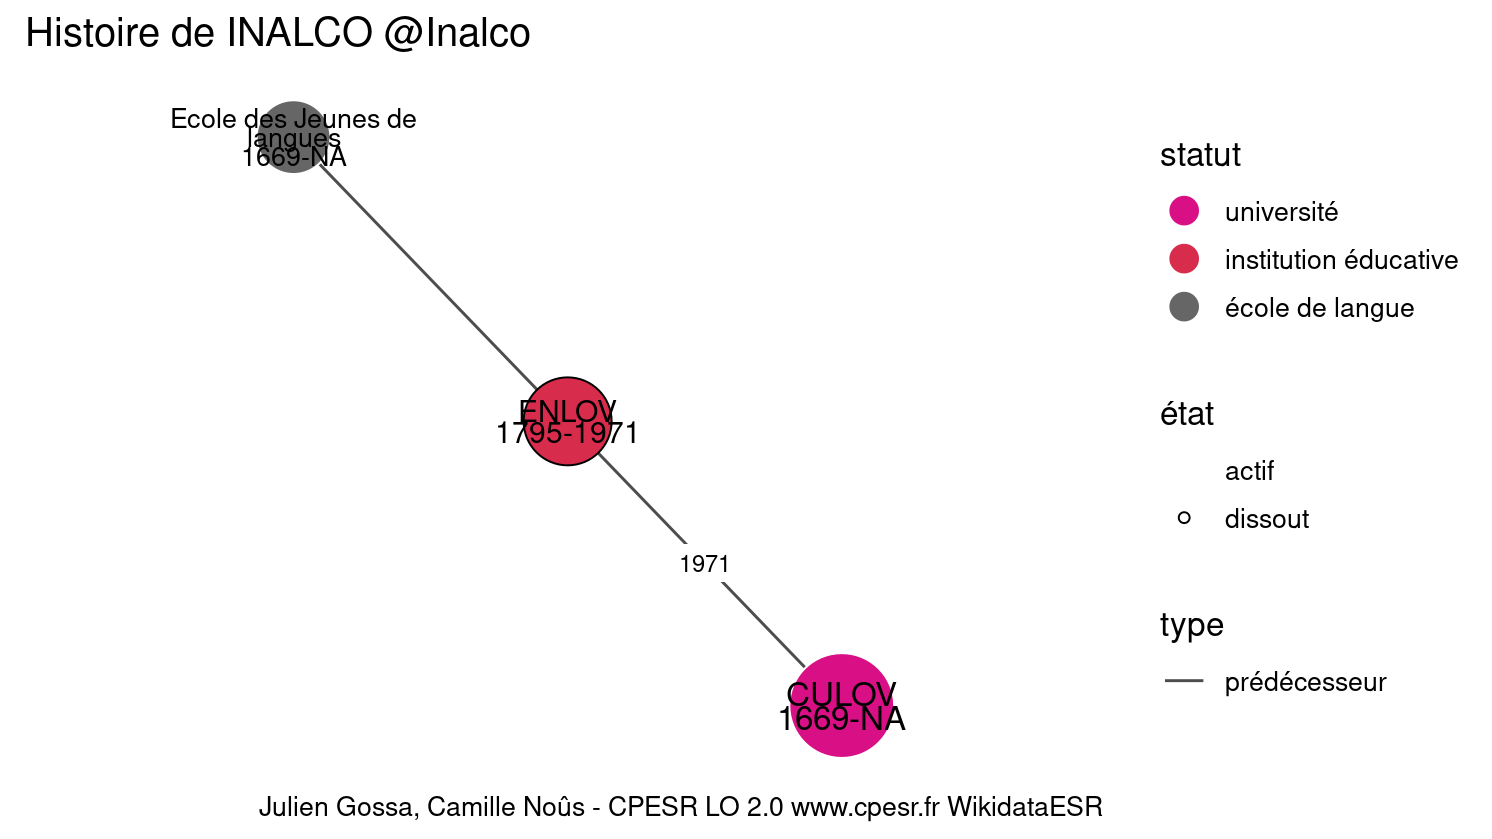 Histoire de INALCO @Inalco
Ecole des Jeunes de
langues
1669-NA
ENLOV
1795-1971
1971
CULOV
1669-NA
statut
université
institution éducative
école de langue
état
actif
dissout
type
prédécesseur
Julien Gossa, Camille Noûs - CPESR LO 2.0 www.cpesr.fr WikidataESR